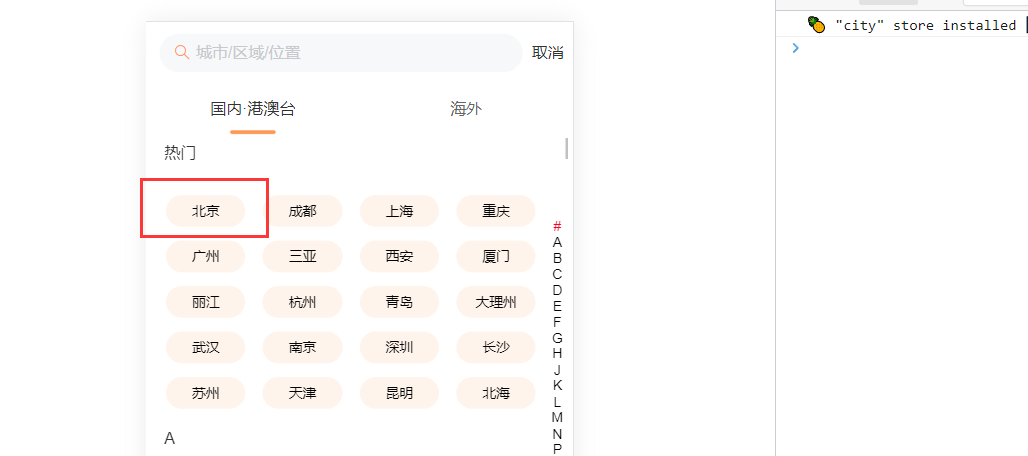 城市/区域/位置 取消
国内·港澳台 海外
热门
北京 成都 上海 重庆
广州 三亚 西安 厦门
丽江 杭州 青岛 大理州
武汉 南京 深圳 长沙
苏州 天津 昆明 北海
A
#
A
B
C
D
E
F
G
H
J
K
L
M
N
P
"city" store installed